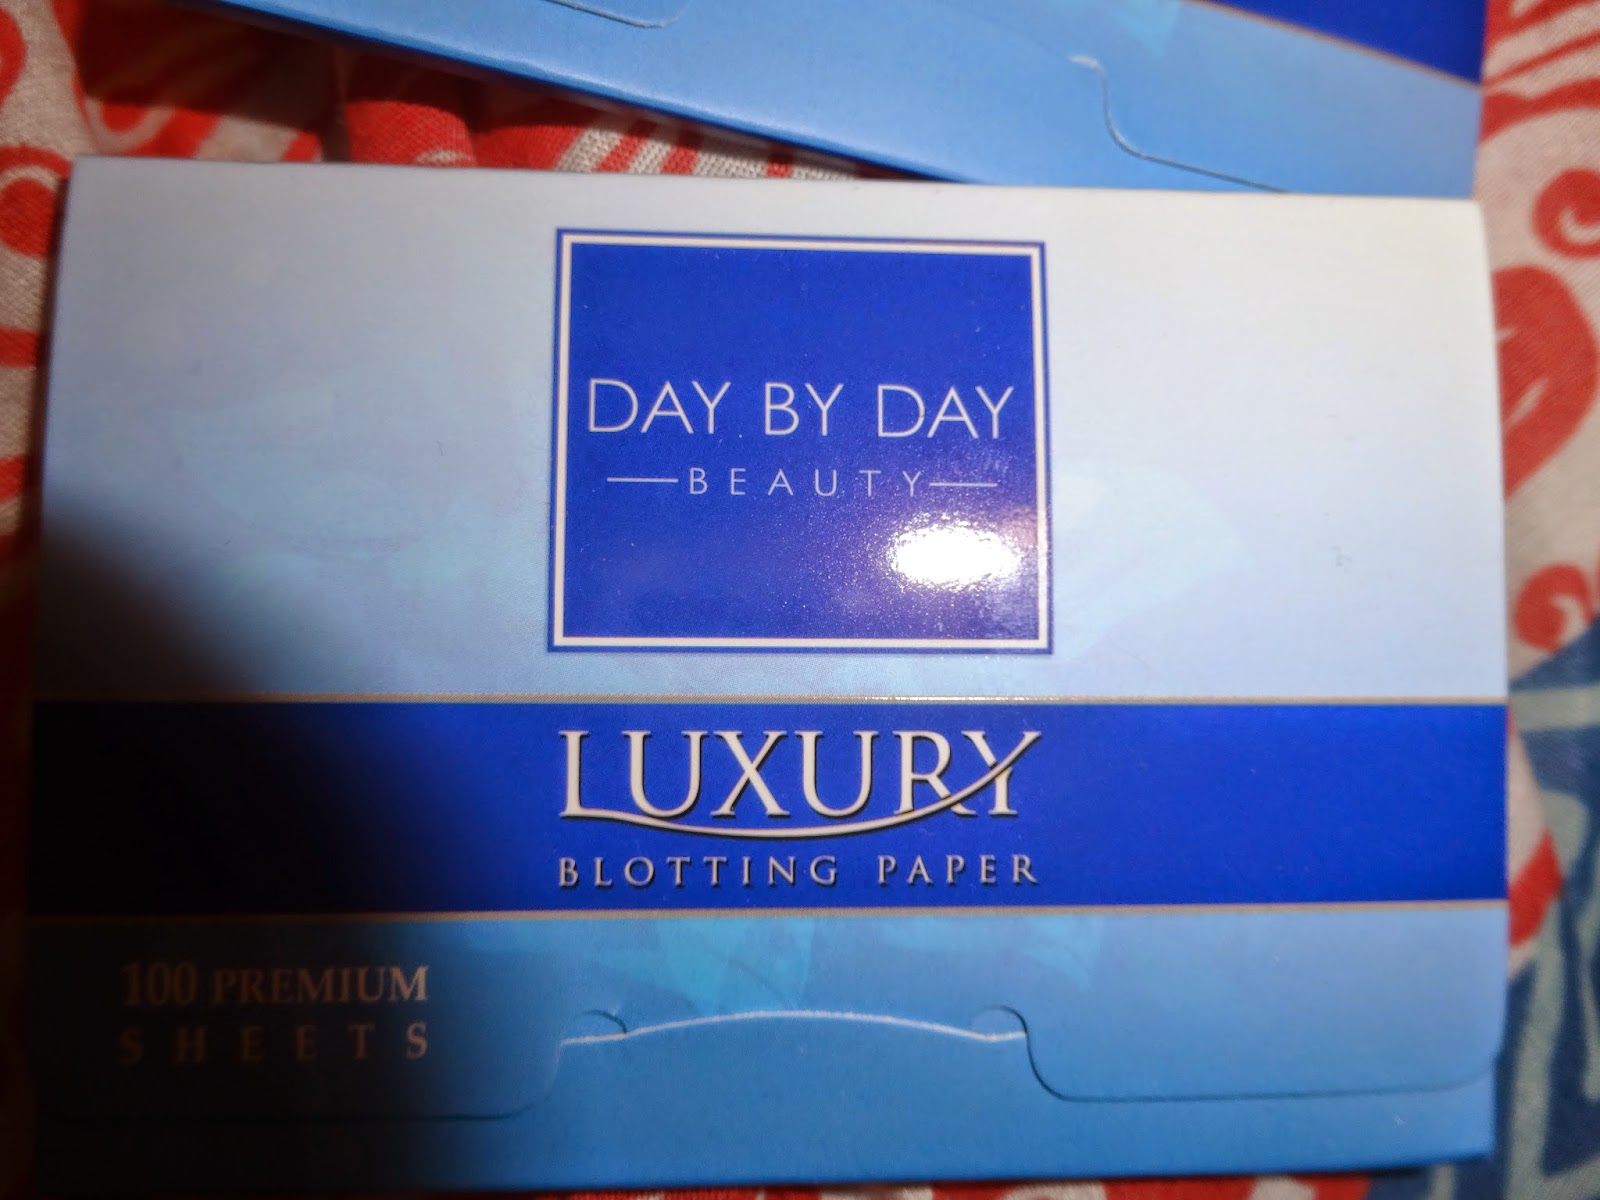 DAY BY DAY
BEAUTY
LUXURY
BLOTTING PAPER
100 PREMIUM
SHEETS